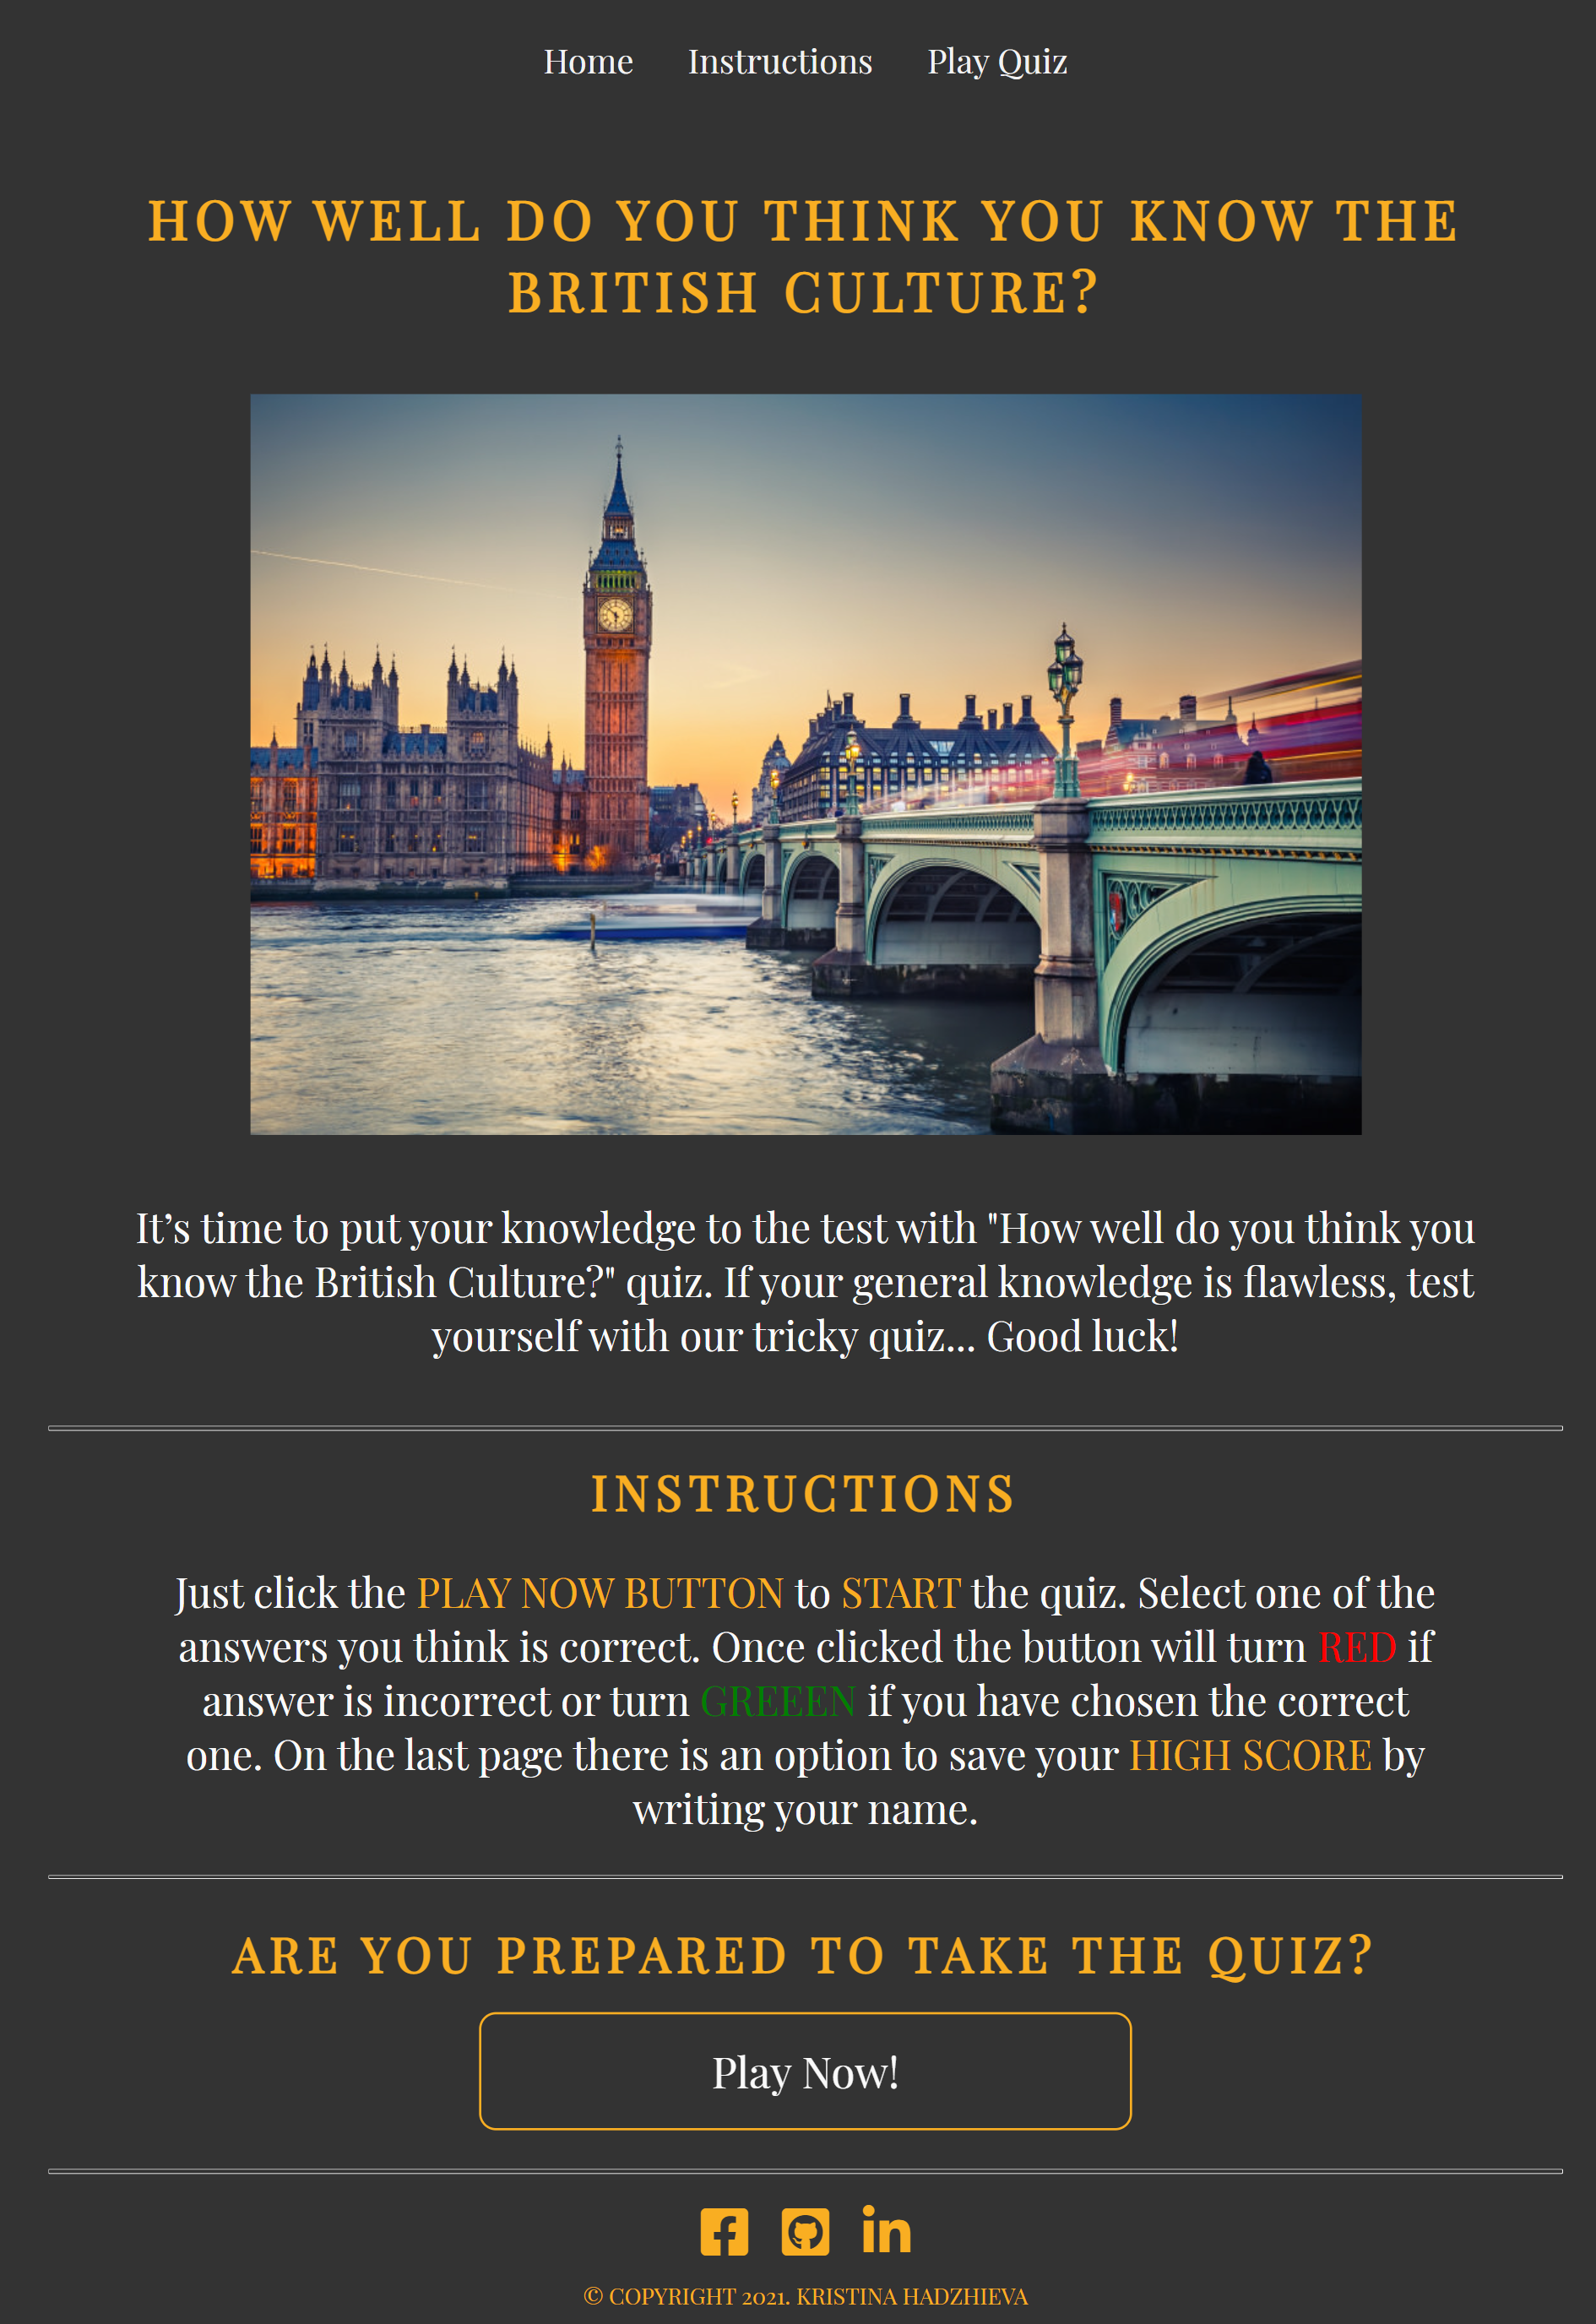 Home Instructions Play Quiz
HOW WELL DO YOU THINK YOU KNOW THE
BRITISH CULTURE?
It’s time to put your knowledge to the test with "How well do you think you
know the British Culture?" quiz. If your general knowledge is flawless, test
yourself with our tricky quiz... Good luck!
INSTRUCTIONS
Just click the PLAY NOW BUTTON to START the quiz. Select one of the
answers you think is correct. Once clicked the button will turn RED if
answer is incorrect or turn GREEEN if you have chosen the correct
one. On the last page there is an option to save your HIGH SCORE by
writing your name.
ARE YOU PREPARED TO TAKE THE QUIZ?
Play Now!
© COPYRIGHT 2021. KRISTINA HADZHIEVA